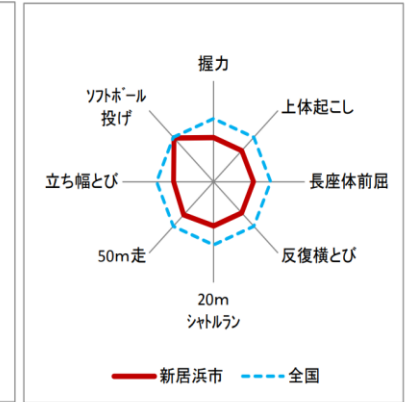 握力
上体起こし
長座体前屈
反復横とび
20m
シャトルラン
50m走
立ち幅とび
ソフトボール
投げ
新居浜市
全国